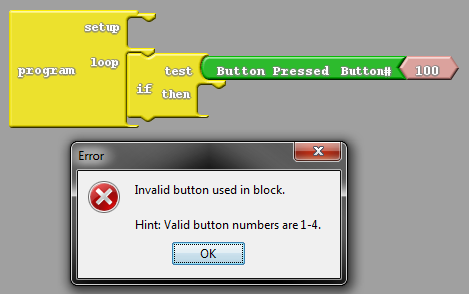 setup
program
loop
test
Button Pressed Button#
100
if
then
Error
Invalid button used in block.
Hint: Valid button numbers are 1-4.
OK